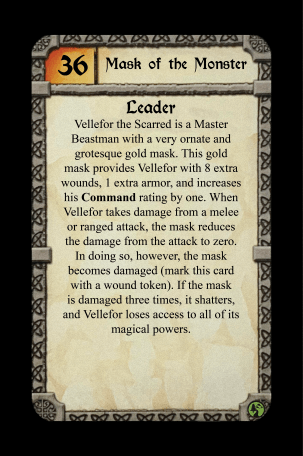 36
Mask of the Monster
Leader
Vellefor the Scarred is a Master
Beastman with a very ornate and
grotesque gold mask. This gold
mask provides Vellefor with 8 extra
wounds, 1 extra armor, and increases
his Command rating by one. When
Vellefor takes damage from a melee
or ranged attack, the mask reduces
the damage from the attack to zero.
In doing so, however, the mask
becomes damaged (mark this card
with a wound token). If the mask
is damaged three times, it shatters,
and Vellefor loses access to all of its
magical powers.